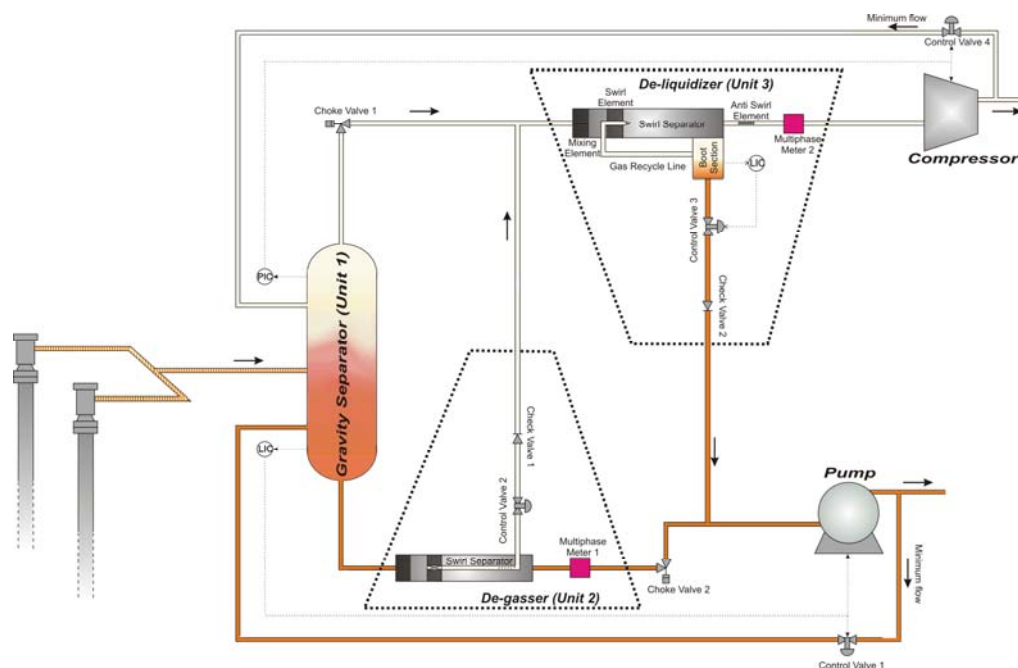 Minimum flow
Control Valve 4
De-liquidizer (Unit 3)
Choke Valve 1
Swirl
Element
Anti Swirl
Element
Swirl Separator
Mixing
Element
Gas Recycle Line
Boot
Section
LIC
Multiphase
Meter 2
Compressor
Control Valve 3
PIC
Gravity Separator (Unit 1)
Check Valve 2
LIC
Check Valve 1
Control Valve 2
Pump
Multiphase
Meter 1
Swirl Separator
Choke Valve 2
De-gasser (Unit 2)
Minimum
flow
Control Valve 1